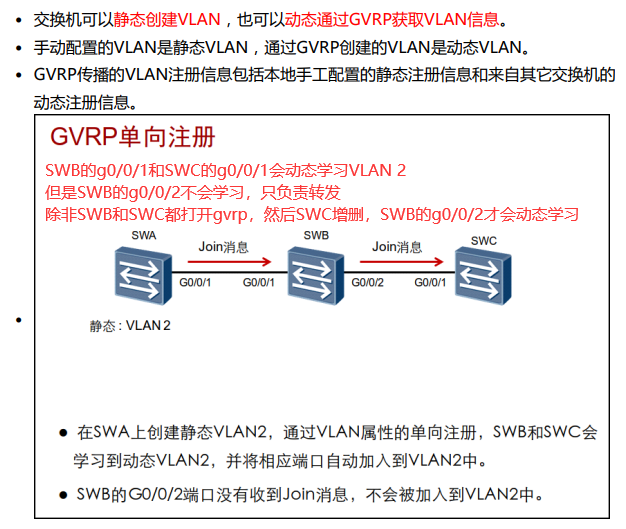 • 交换机可以静态创建VLAN，也可以动态通过GVRP获取VLAN信息。
• 手动配置的VLAN是静态VLAN，通过GVRP创建的VLAN是动态VLAN。
• GVRP传播的VLAN注册信息包括本地手工配置的静态注册信息和来自其它交换机的
动态注册信息。
GVRP单向注册
SWB的g0/0/1和SWC的g0/0/1会动态学习VLAN 2
但是SWB的g0/0/2不会学习，只负责转发
除非SWB和SWC都打开gvrp，然后SWC增删，SWB的g0/0/2才会动态学习
SWA Join消息 SWB Join消息 SWC
G0/0/1 G0/0/1 G0/0/2 G0/0/1
静态 : VLAN 2
● 在SWA上创建静态VLAN2，通过VLAN属性的单向注册，SWB和SWC会
学习到动态VLAN2，并将相应端口自动加入到VLAN2中。
● SWB的G0/0/2端口没有收到Join消息，不会被加入到VLAN2中。